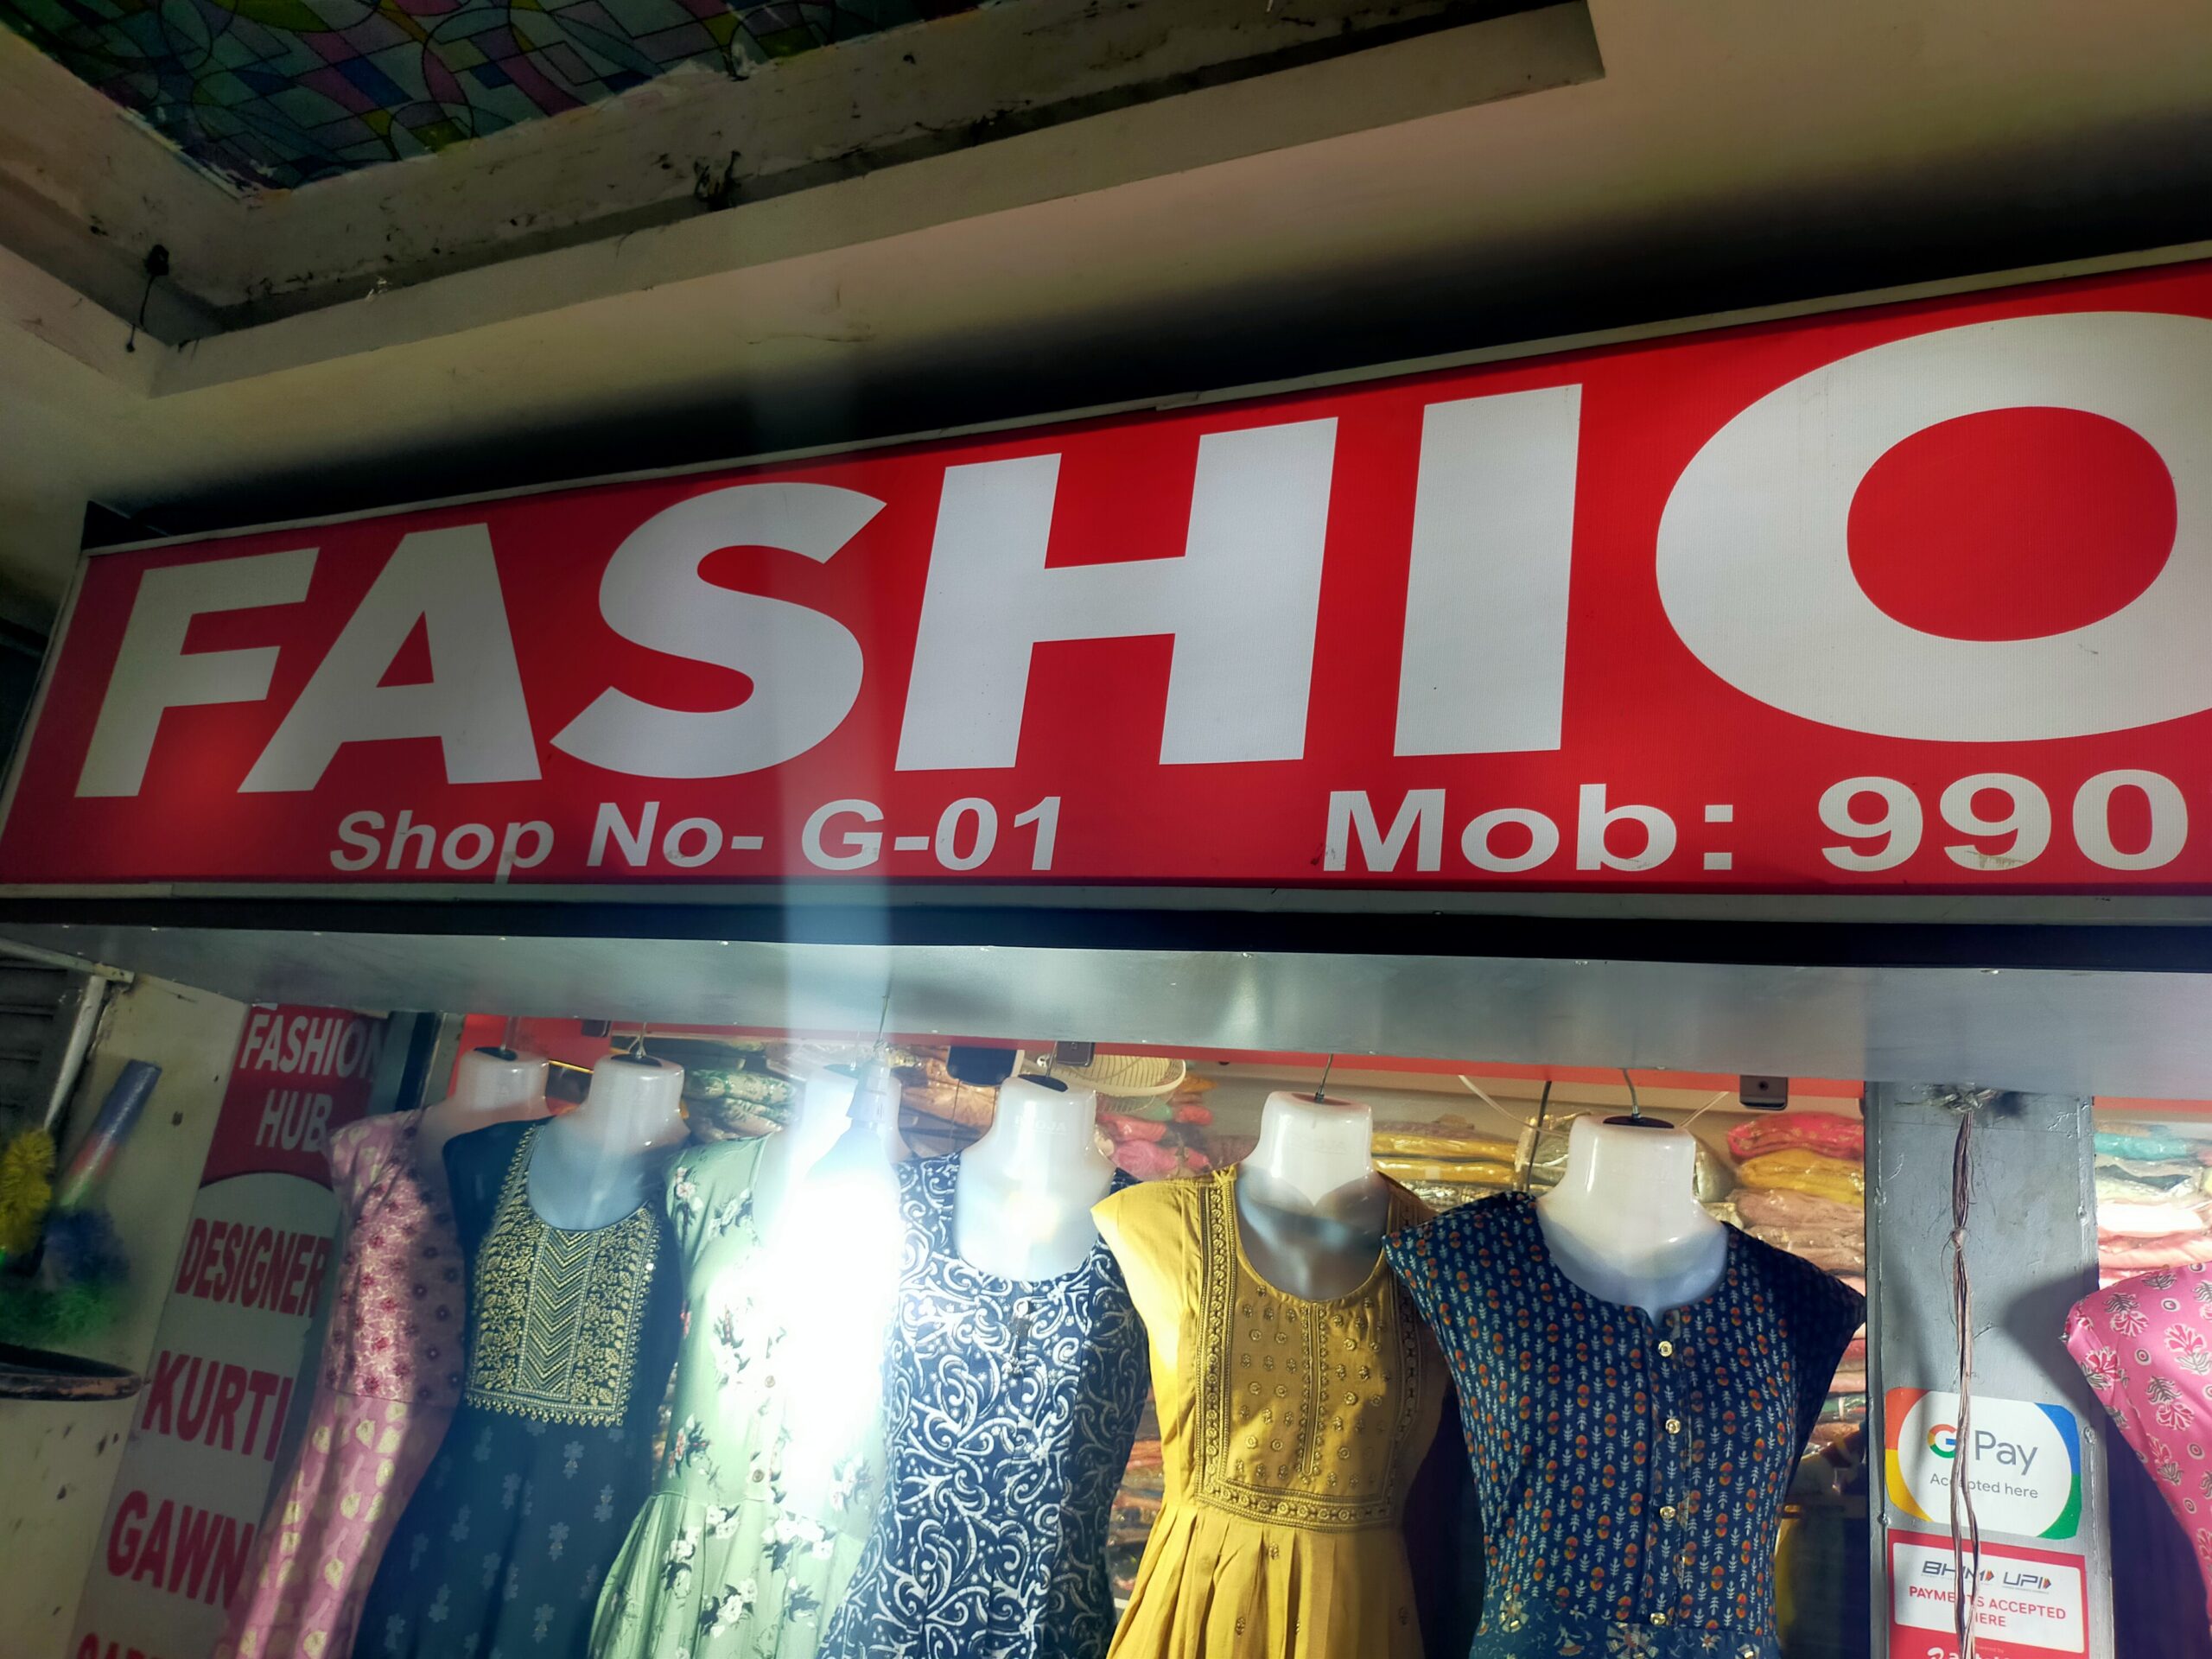 FASHIO
Shop No- G-01 Mob: 990
FASHION
HUB
DESIGNER
KURTI
GAWN
G Pay
Accepted here
BHIM UPI
PAYMENTS ACCEPTED
HERE